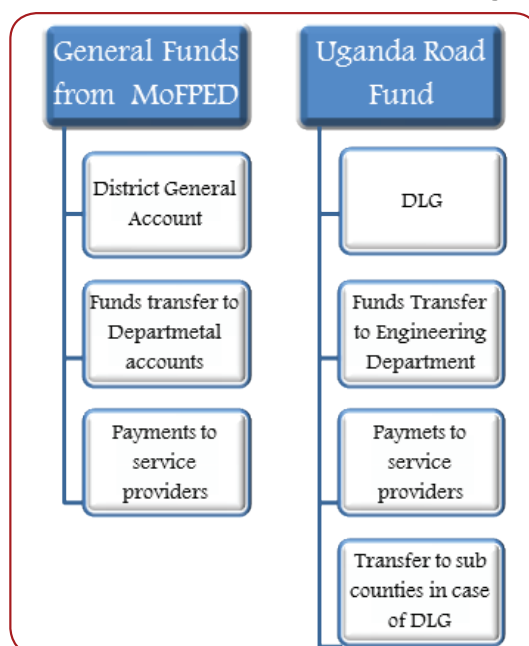 General Funds
from MoFPED
District General
Account
Funds transfer to
Departmetal
accounts
Payments to
service
providers
Uganda Road
Fund
DLG
Funds Transfer
to Engineering
Department
Paymets to
service
providers
Transfer to sub
counties in case
of DLG